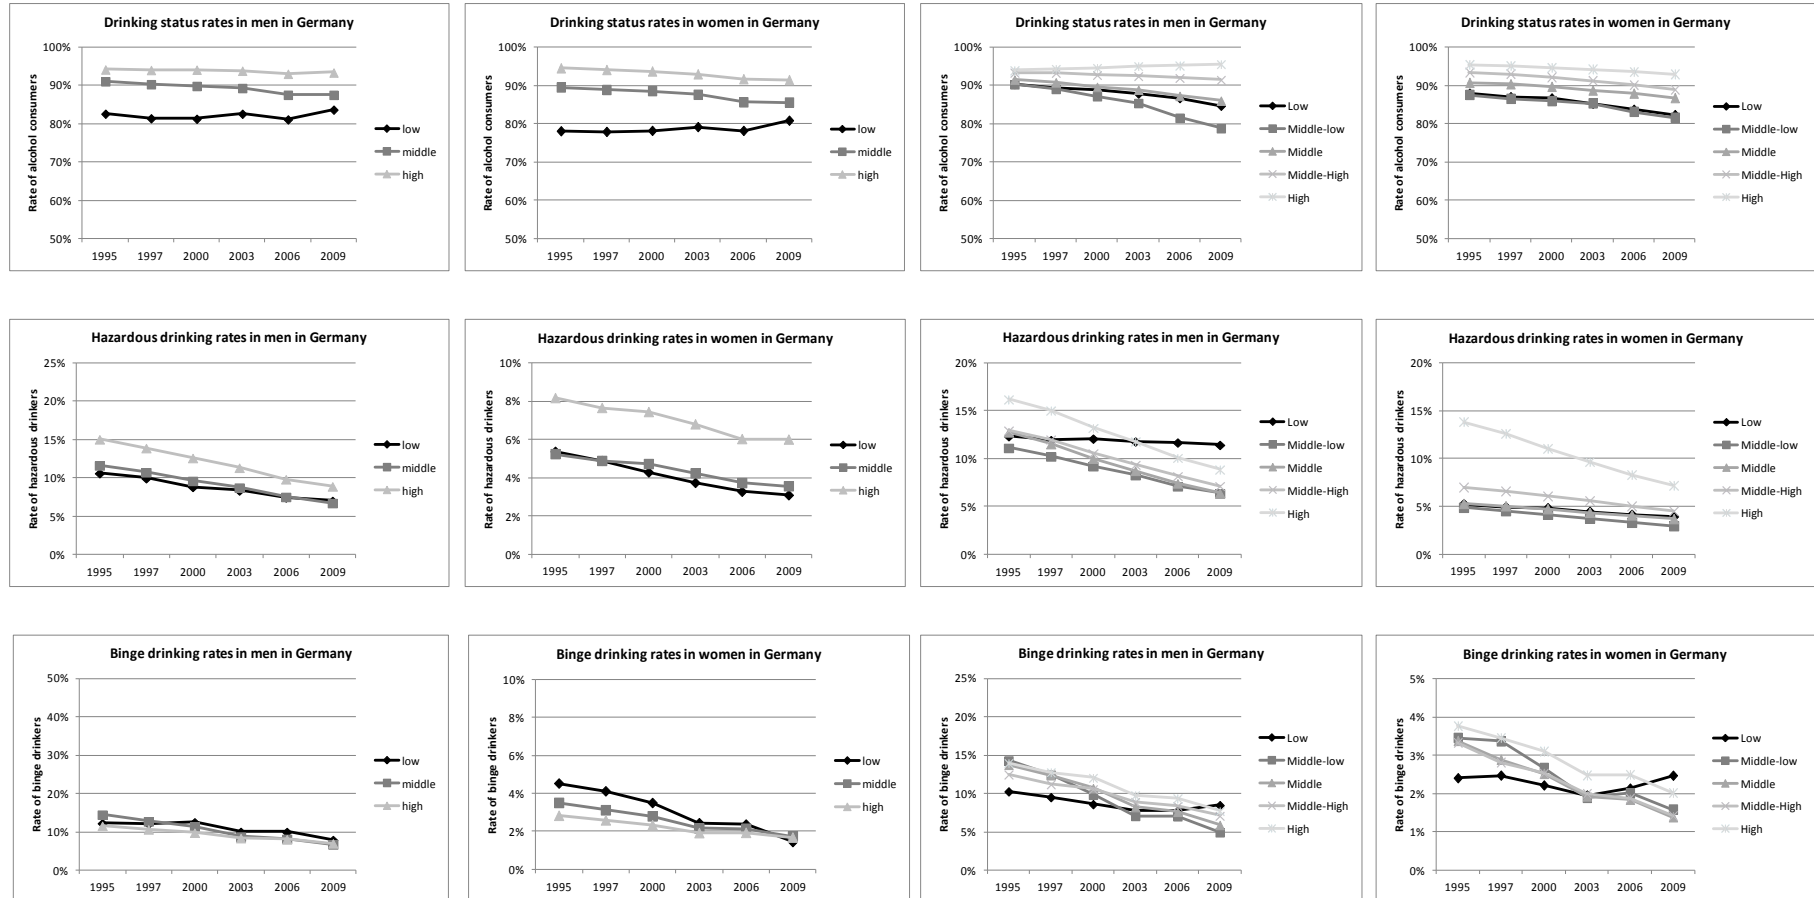 Drinking status rates in men in Germany
Rate of alcohol consumers
100%
90%
80%
70%
60%
50%
1995 1997 2000 2003 2006 2009
low
middle
high
Drinking status rates in women in Germany
Rate of alcohol consumers
100%
90%
80%
70%
60%
50%
1995 1997 2000 2003 2006 2009
low
middle
high
Drinking status rates in men in Germany
Rate of alcohol consumers
100%
90%
80%
70%
60%
50%
1995 1997 2000 2003 2006 2009
Low
Middle-low
Middle
Middle-High
High
Drinking status rates in women in Germany
Rate of alcohol consumers
100%
90%
80%
70%
60%
50%
1995 1997 2000 2003 2006 2009
Low
Middle-low
Middle
Middle-High
High
Hazardous drinking rates in men in Germany
Rate of hazardous drinkers
25%
20%
15%
10%
5%
0%
1995 1997 2000 2003 2006 2009
low
middle
high
Hazardous drinking rates in women in Germany
Rate of hazardous drinkers
10%
8%
6%
4%
2%
0%
1995 1997 2000 2003 2006 2009
low
middle
high
Hazardous drinking rates in men in Germany
Rate of hazardous drinkers
20%
15%
10%
5%
0%
1995 1997 2000 2003 2006 2009
Low
Middle-low
Middle
Middle-High
High
Hazardous drinking rates in women in Germany
Rate of hazardous drinkers
20%
15%
10%
5%
0%
1995 1997 2000 2003 2006 2009
Low
Middle-low
Middle
Middle-High
High
Binge drinking rates in men in Germany
Rate of binge drinkers
50%
40%
30%
20%
10%
0%
1995 1997 2000 2003 2006 2009
low
middle
high
Binge drinking rates in women in Germany
Rate of binge drinkers
10%
8%
6%
4%
2%
0%
1995 1997 2000 2003 2006 2009
low
middle
high
Binge drinking rates in men in Germany
Rate of binge drinkers
25%
20%
15%
10%
5%
0%
1995 1997 2000 2003 2006 2009
Low
Middle-low
Middle
Middle-High
High
Binge drinking rates in women in Germany
Rate of binge drinkers
5%
4%
3%
2%
1%
0%
1995 1997 2000 2003 2006 2009
Low
Middle-low
Middle
Middle-High
High